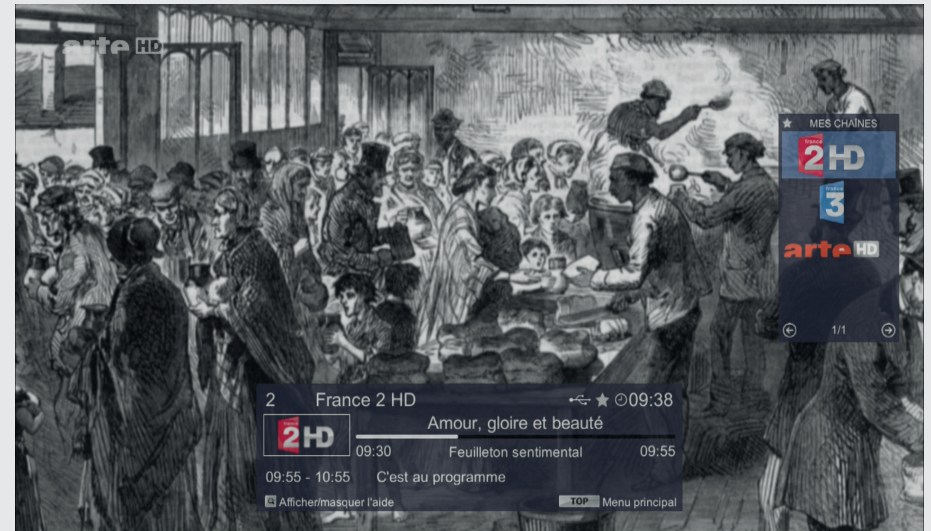 arte HD
MES CHAÎNES
france
2 HD
france
3
arte HD
1/1
2 France 2 HD 09:38
france
2 HD
Amour, gloire et beauté
09:30 Feuilleton sentimental 09:55
09:55 - 10:55 C'est au programme
Afficher/masquer l'aide TOP Menu principal